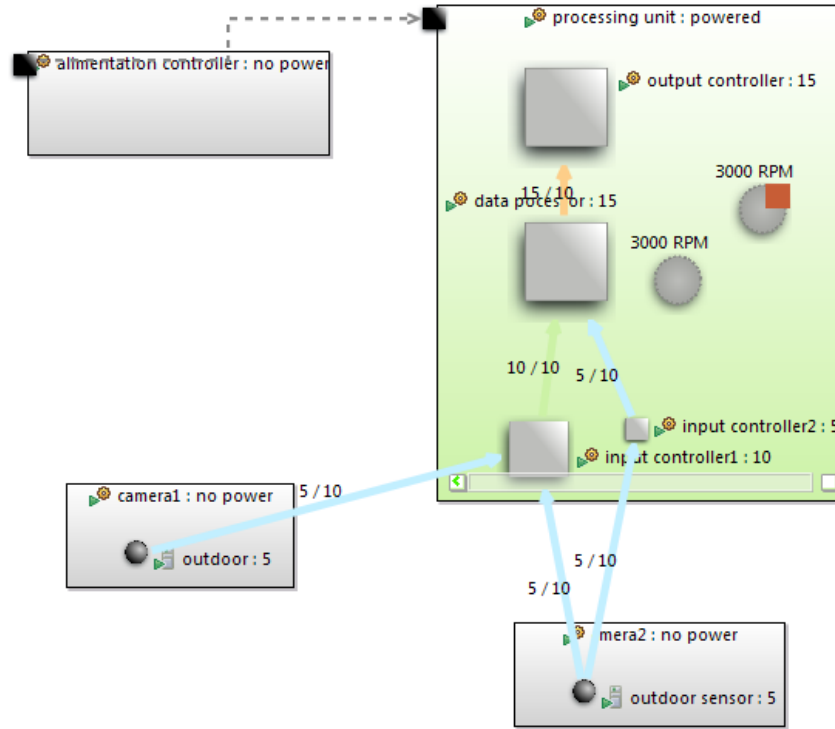 processing unit : powered
alimentation controller : no power
output controller : 15
3000 RPM
15 / 10
data pocessor : 15
3000 RPM
10 / 10
5 / 10
input controller2 : 5
input controller1 : 10
camera1 : no power
5 / 10
outdoor : 5
5 / 10
5 / 10
mera2 : no power
outdoor sensor : 5